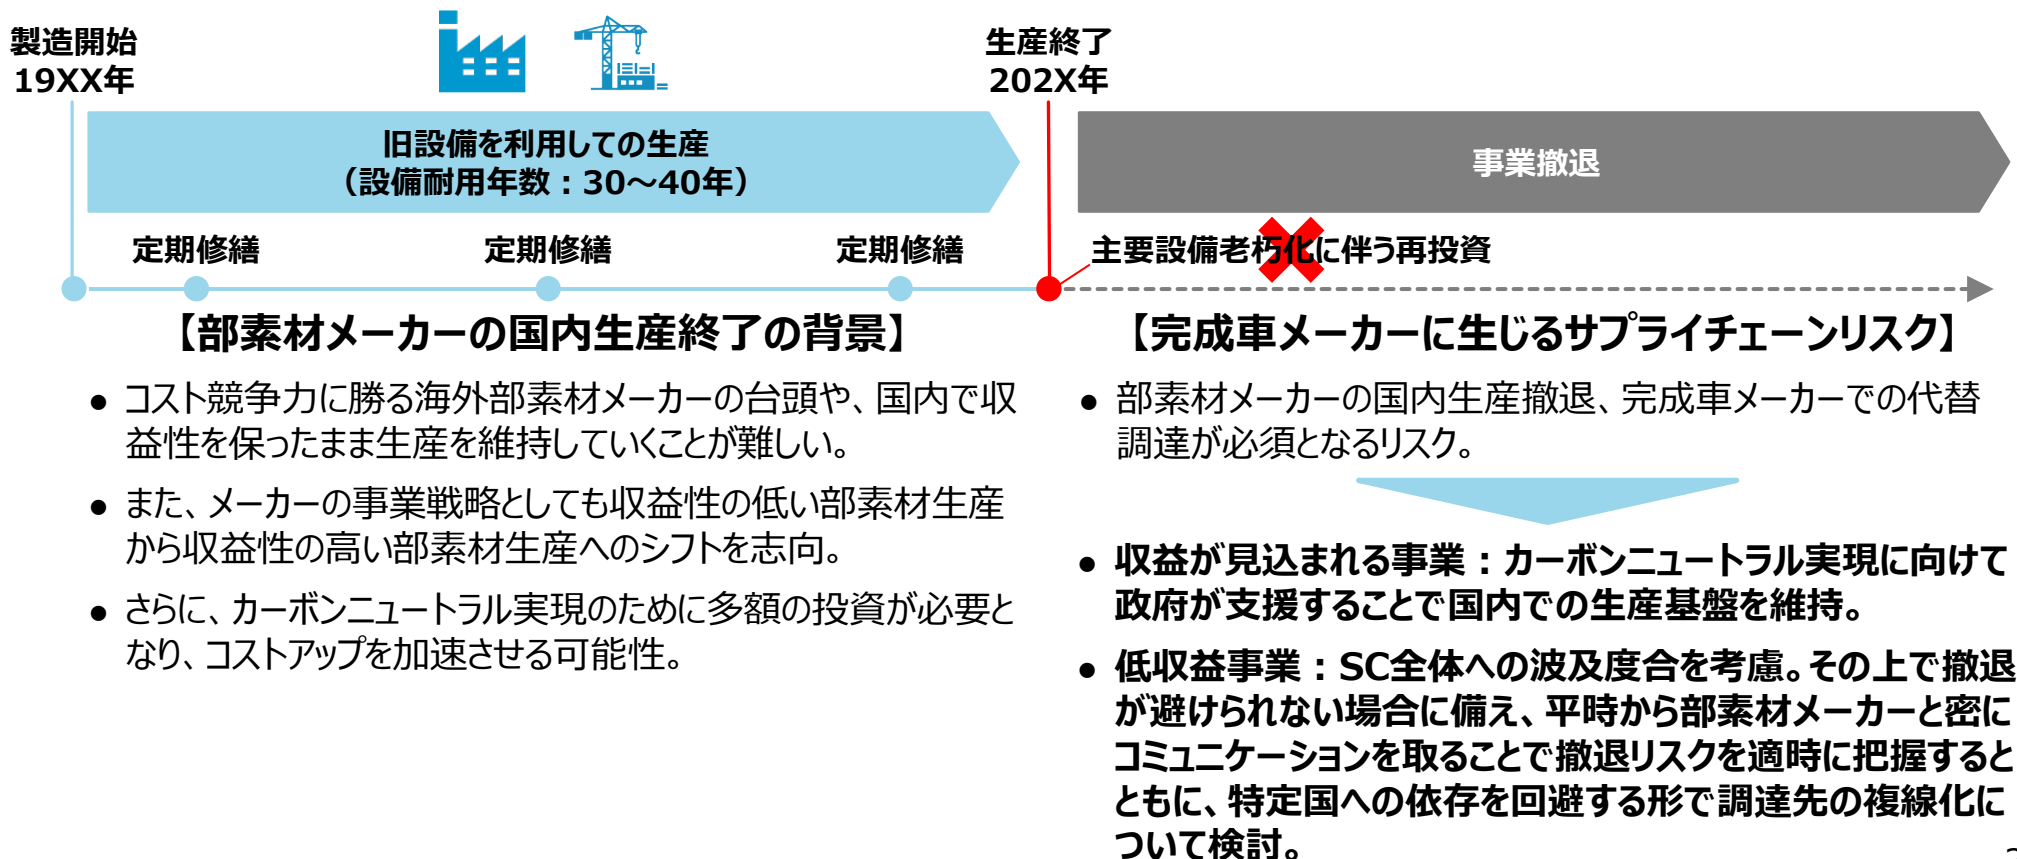 製造開始
19XX年
生産終了
202X年
旧設備を利用しての生産
（設備耐用年数：30～40年）
事業撤退
定期修繕
定期修繕
定期修繕
主要設備老朽化に伴う再投資
【部素材メーカーの国内生産終了の背景】
● コスト競争力に勝る海外部素材メーカーの台頭や、国内で収
益性を保ったまま生産を維持していくことが難しい。
● また、メーカーの事業戦略としても収益性の低い部素材生産
から収益性の高い部素材生産へのシフトを志向。
● さらに、カーボンニュートラル実現のために多額の投資が必要と
なり、コストアップを加速させる可能性。
【完成車メーカーに生じるサプライチェーンリスク】
● 部素材メーカーの国内生産撤退、完成車メーカーでの代替
調達が必須となるリスク。
● 収益が見込まれる事業：カーボンニュートラル実現に向けて
政府が支援することで国内での生産基盤を維持。
● 低収益事業：SC全体への波及度合を考慮。その上で撤退
が避けられない場合に備え、平時から部素材メーカーと密に
コミュニケーションを取ることで撤退リスクを適時に把握すると
ともに、特定国への依存を回避する形で調達先の複線化に
ついて検討。